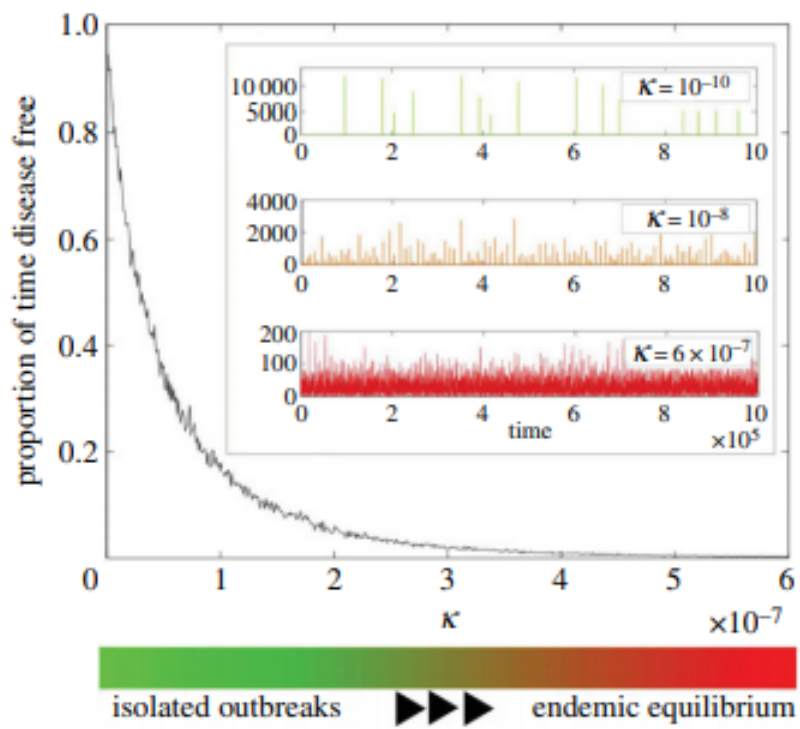 1.0
0.8
0.6
0.4
0.2
0
proportion of time disease free
10 000
5000
0
κ = 10⁻¹⁰
0 2 4 6 8 10
4000
2000
0
κ = 10⁻⁸
0 2 4 6 8 10
200
100
0
κ = 6 × 10⁻⁷
0 2 4 6 8 10
time
×10⁵
1 2 3 4 5 6
κ
×10⁻⁷
isolated outbreaks
endemic equilibrium